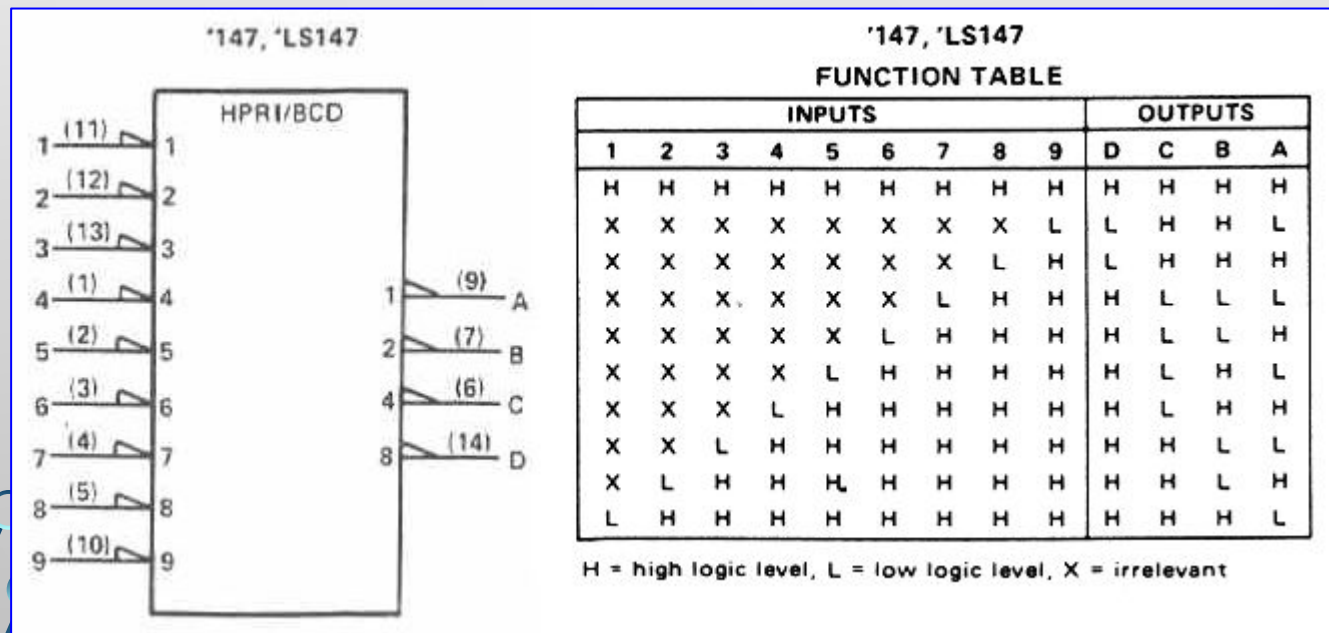 '147, 'LS147
HPRI/BCD
1 (11) 1
2 (12) 2
3 (13) 3
4 (1) 4
5 (2) 5
6 (3) 6
7 (4) 7
8 (5) 8
9 (10) 9
1 (9) A
2 (7) B
4 (6) C
8 (14) D
'147, 'LS147
FUNCTION TABLE
INPUTS OUTPUTS
1 2 3 4 5 6 7 8 9 D C B A
H H H H H H H H H H H H H
X X X X X X X X L L H H L
X X X X X X X L H L H H H
X X X X X X L H H H L L L
X X X X X L H H H H L L H
X X X X L H H H H H L H L
X X X L H H H H H H L H H
X X L H H H H H H H H L L
X L H H H H H H H H H L H
L H H H H H H H H H H H L
H = high logic level, L = low logic level, X = irrelevant